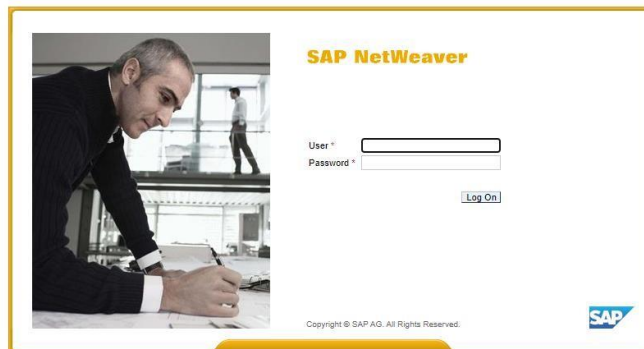 SAP NetWeaver
User *
Password *
Log On
Copyright © SAP AG. All Rights Reserved.
SAP